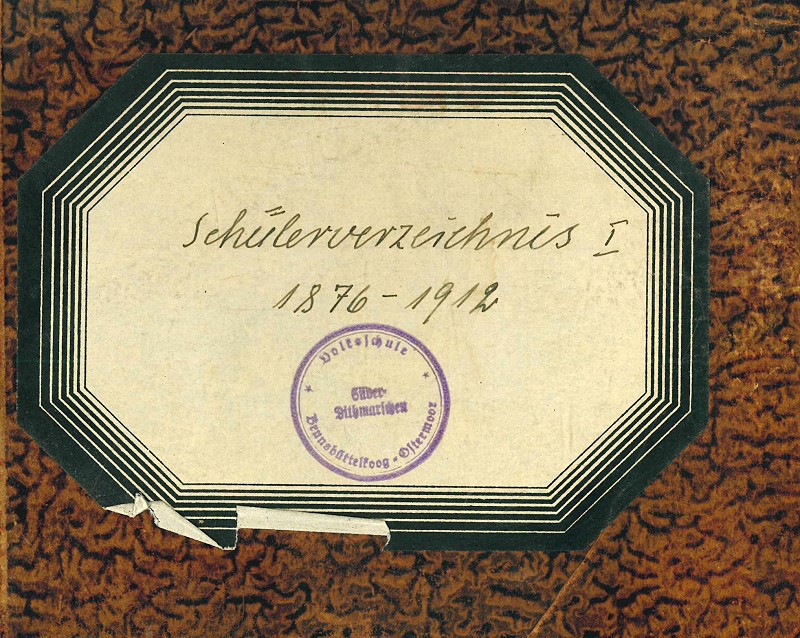 Schülerverzeichnis I
1876-1912
Volksschule
Süder-
Dithmarschen
Brunsbüttelkoog - Ostermoor